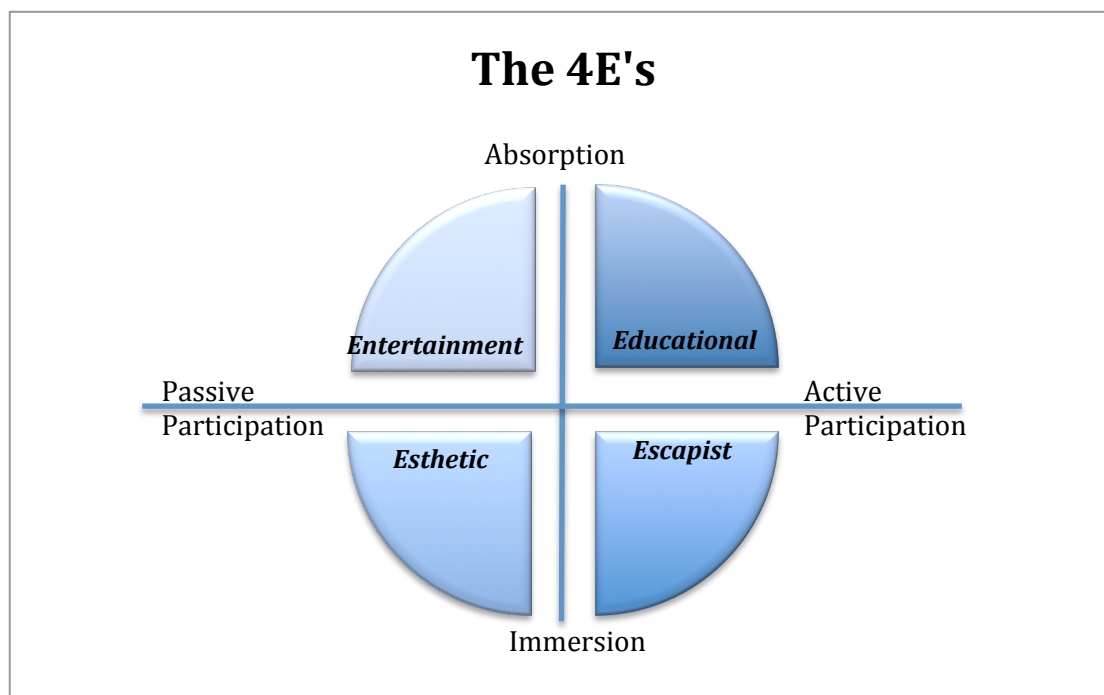 The 4E's
Absorption
Entertainment
Educational
Passive
Participation
Active
Participation
Esthetic
Escapist
Immersion